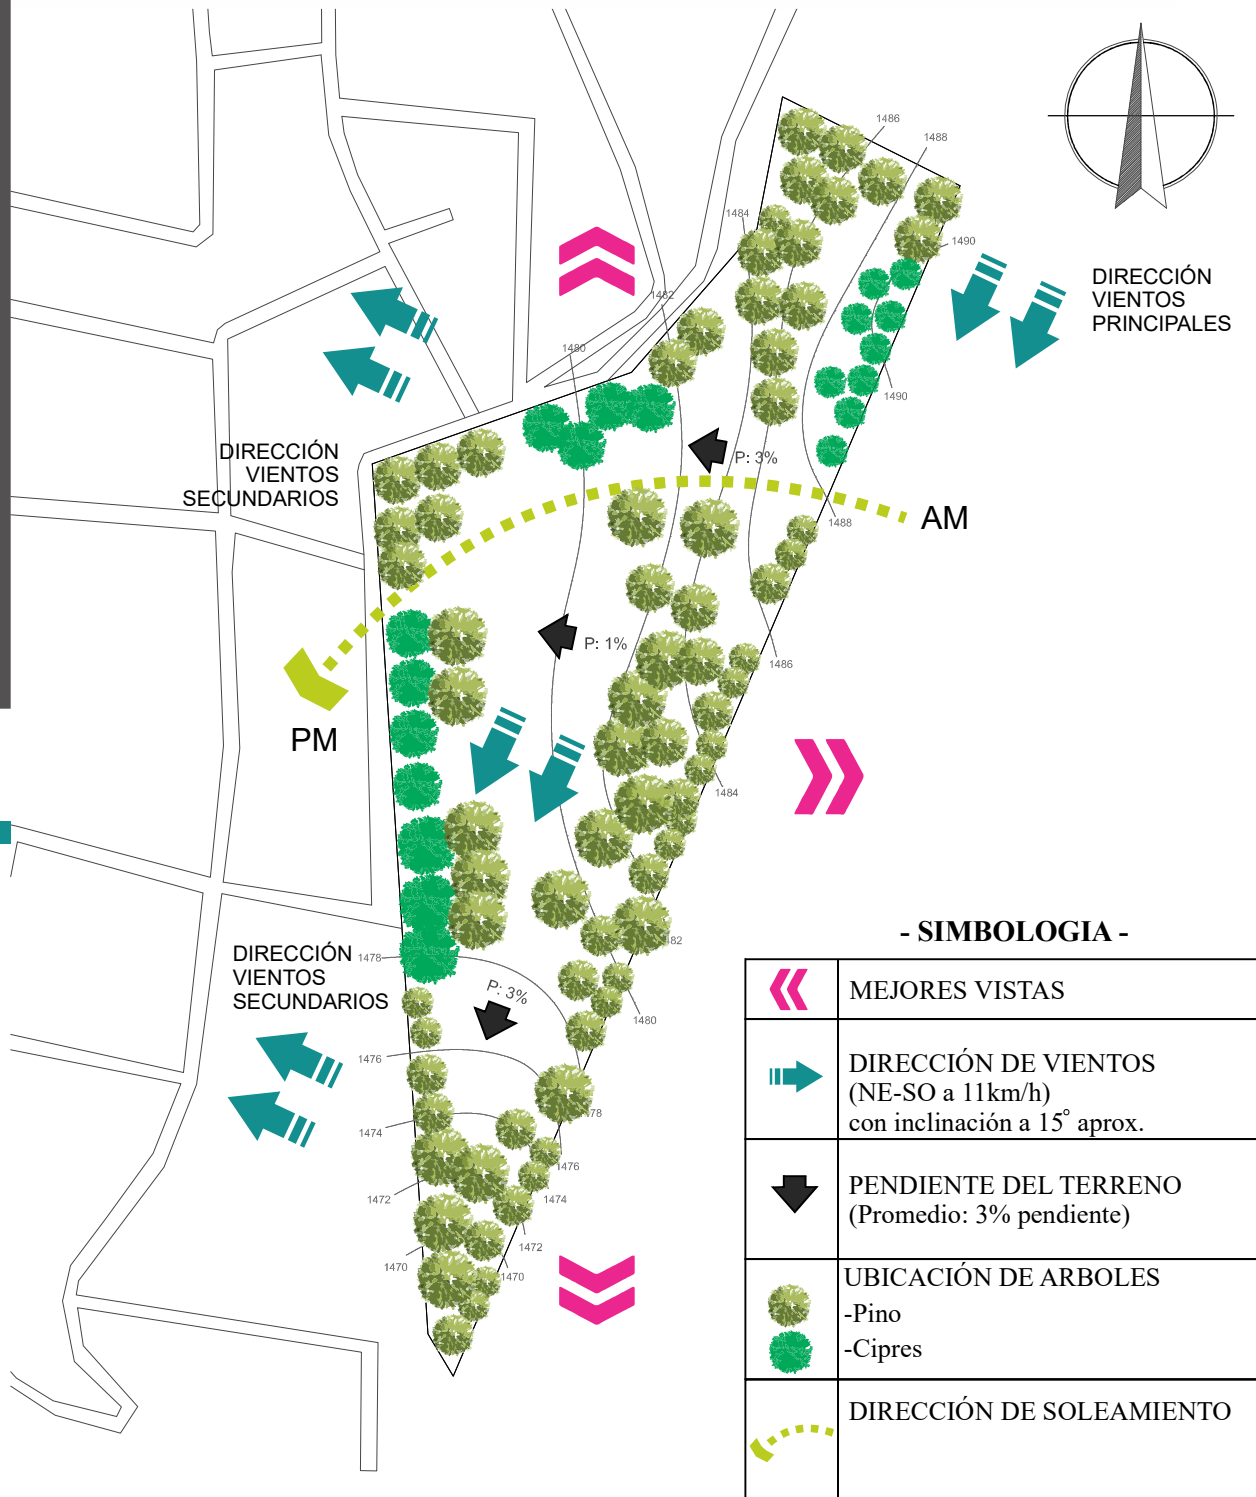 1486
1488
1484
1490
DIRECCIÓN
VIENTOS
PRINCIPALES
1482
1480
1490
DIRECCIÓN
VIENTOS
SECUNDARIOS
P: 3%
AM
1488
P: 1%
1486
PM
1484
- SIMBOLOGIA -
82
DIRECCIÓN
VIENTOS
SECUNDARIOS
1478
P: 3%
1480
1476
78
1474
1476
1472
1474
1472
1470
1470
MEJORES VISTAS
DIRECCIÓN DE VIENTOS
(NE-SO a 11km/h)
con inclinación a 15° aprox.
PENDIENTE DEL TERRENO
(Promedio: 3% pendiente)
UBICACIÓN DE ARBOLES
-Pino
-Cipres
DIRECCIÓN DE SOLEAMIENTO